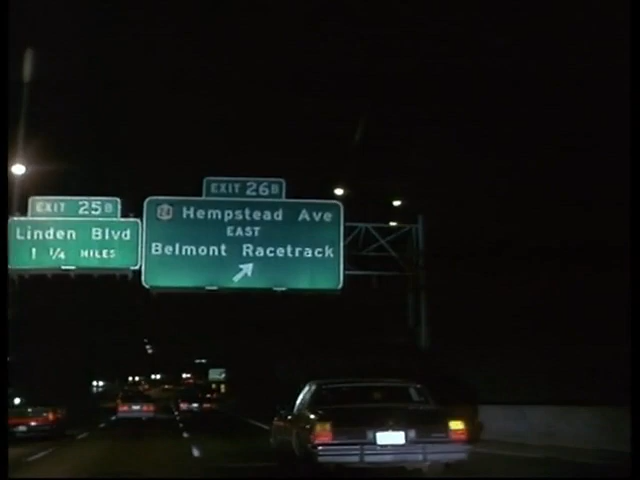 EXIT 25B
Linden Blvd
1 1/4 MILES
EXIT 26B
Hempstead Ave
EAST
Belmont Racetrack